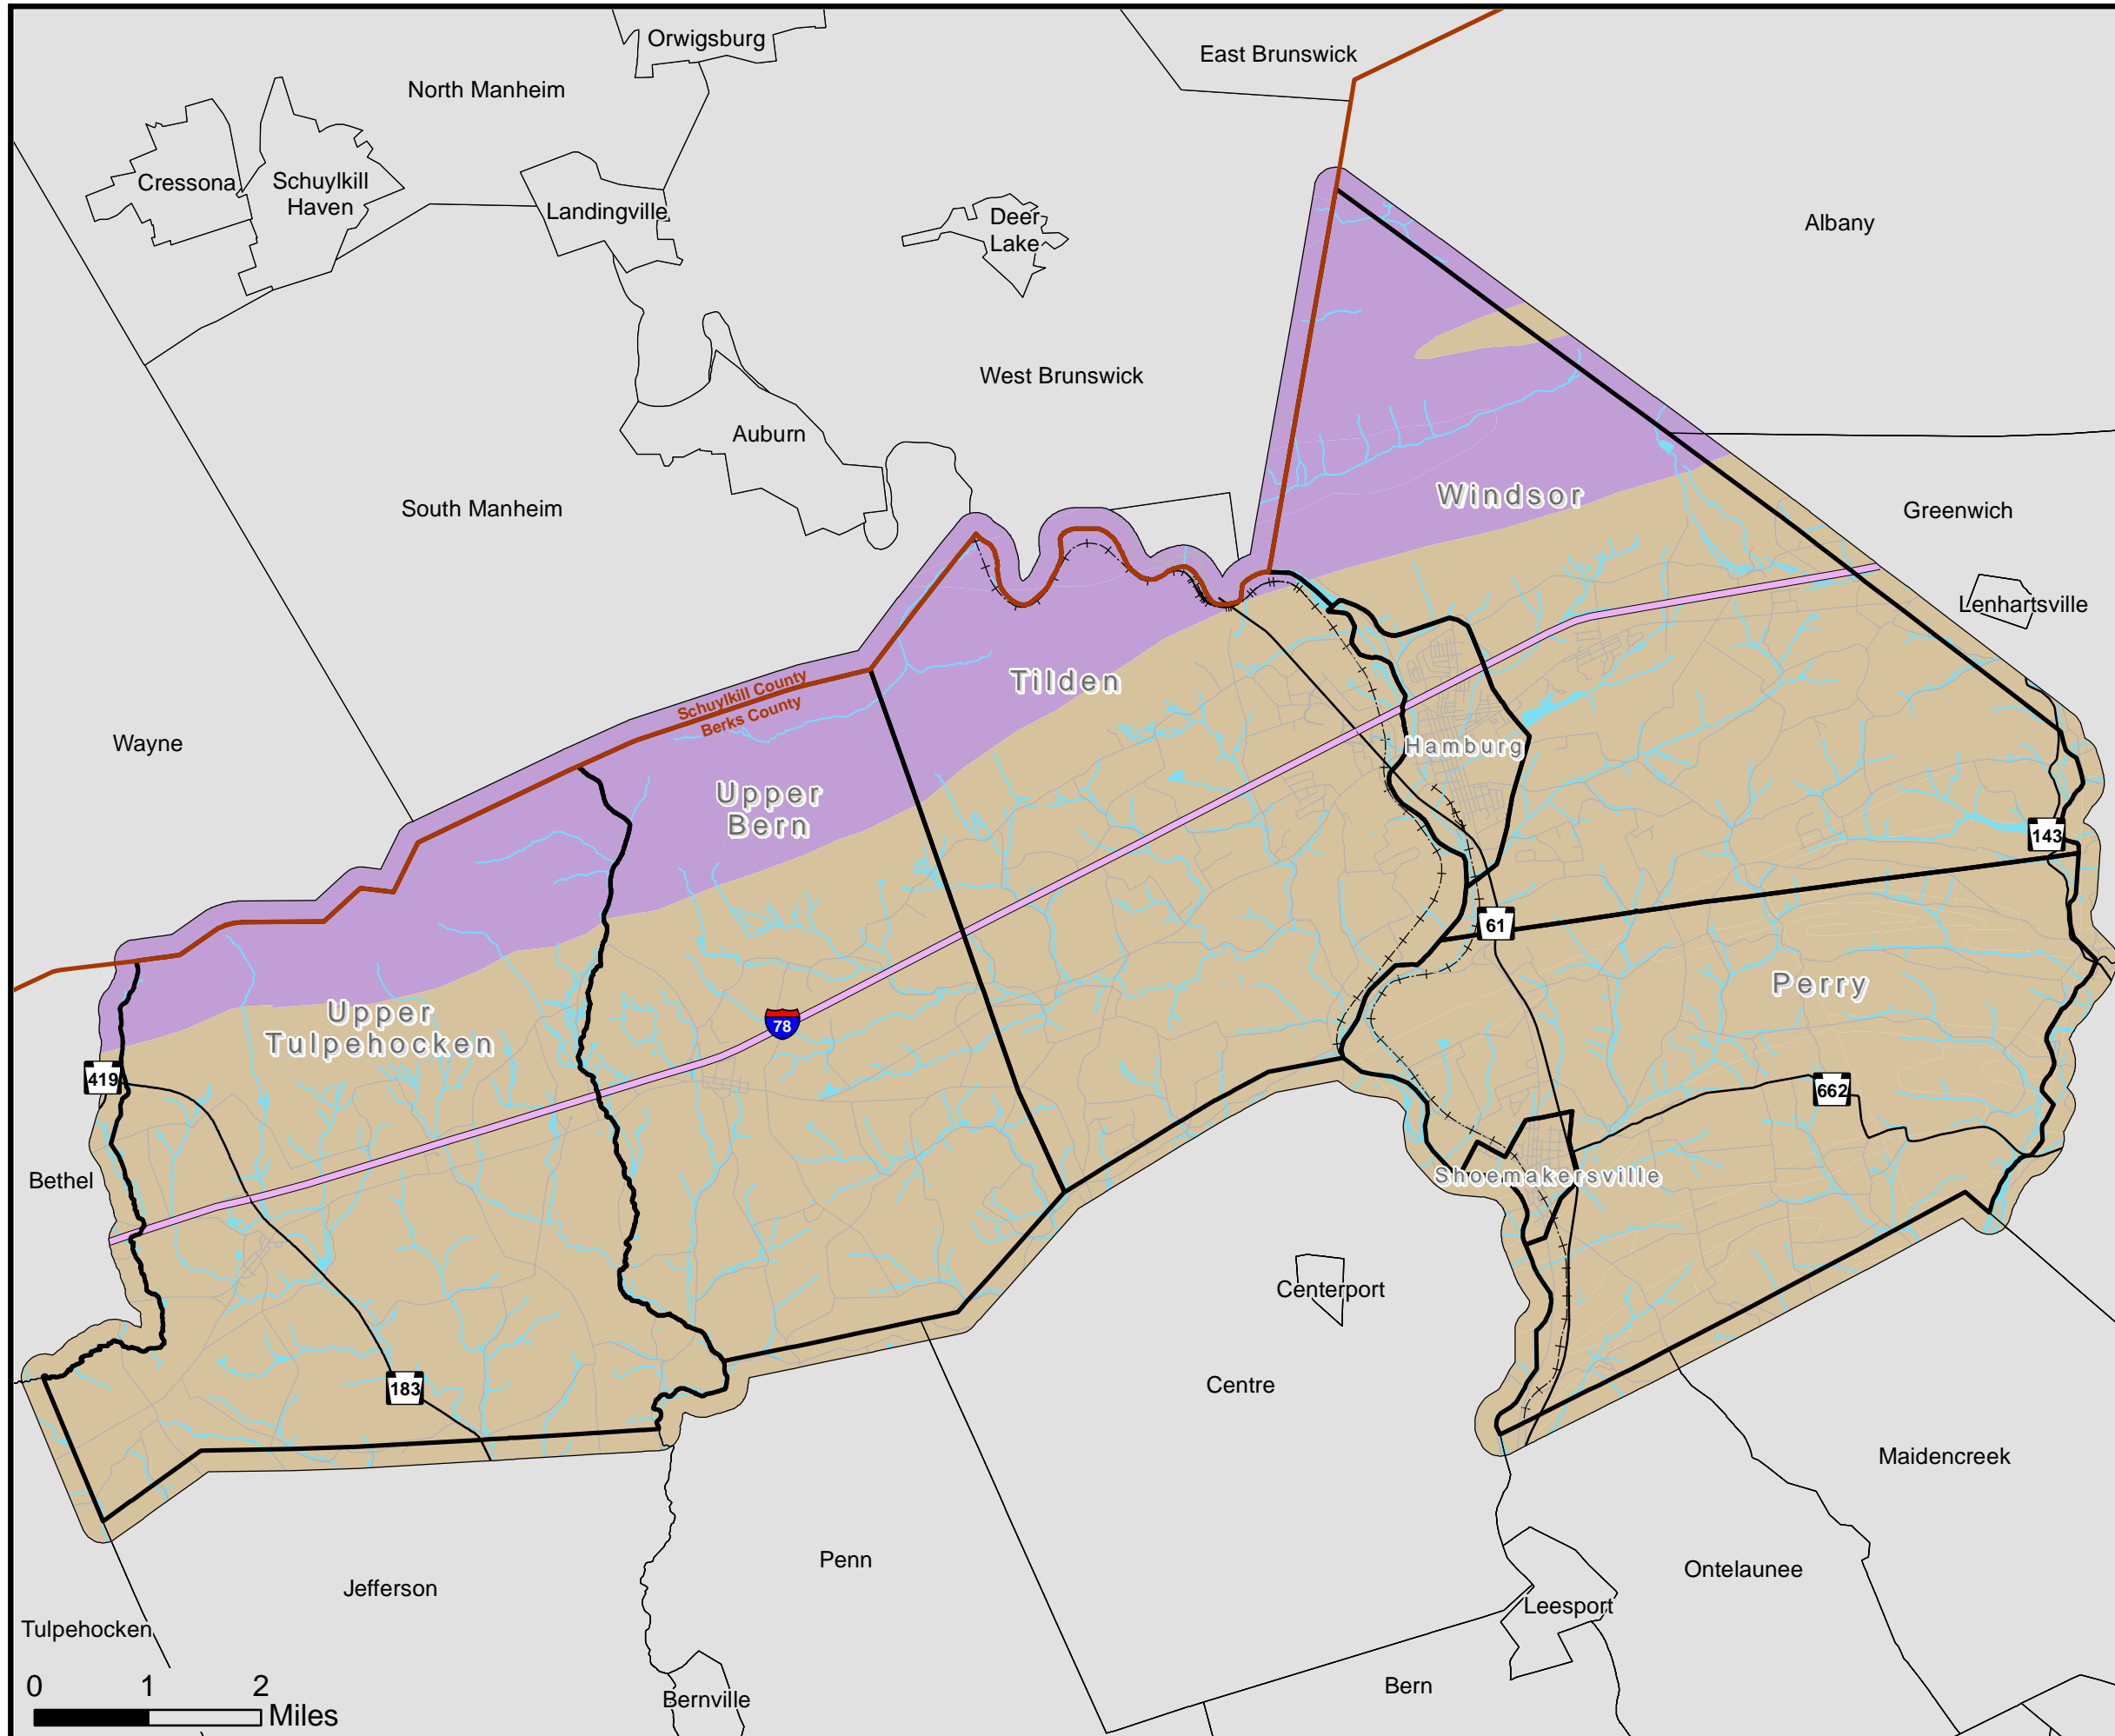 Orwigsburg
East Brunswick
North Manheim
Cressona
Schuylkill
Haven
Landingville
Deer
Lake
Albany
West Brunswick
Auburn
South Manheim
Windsor
Greenwich
Lenhartsville
Tilden
Schuylkill County
Berks County
Wayne
Hamburg
Upper
Bern
143
61
Perry
Upper
Tulpehocken
78
419
662
Bethel
Shoemakersville
Centerport
183
Centre
Maidencreek
Penn
Ontelaunee
Jefferson
Leesport
Tulpehocken
Bern
Bernville
0 1 2
Miles